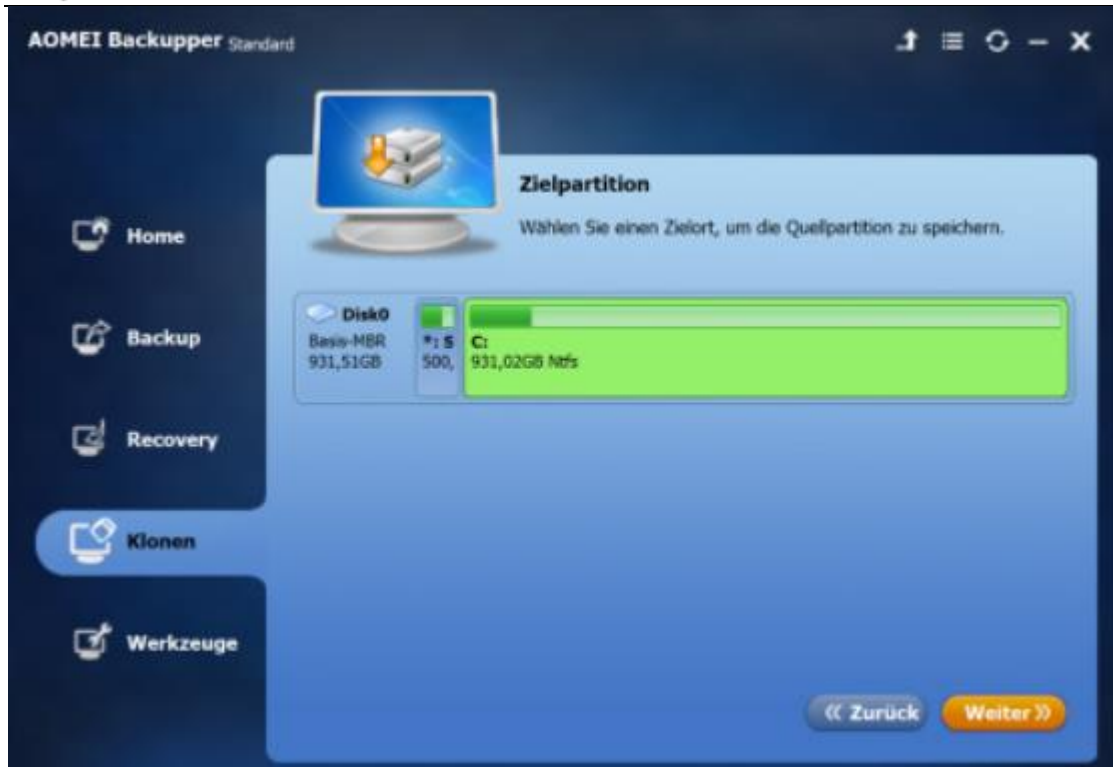 AOMEI Backupper Standard
Zielpartition
Wählen Sie einen Zielort, um die Quellpartition zu speichern.
Home
Backup
Recovery
Klonen
Werkzeuge
Disk0
Basis-MBR
931,51GB
*: S
500,
C:
931,02GB Ntfs
Zurück
Weiter